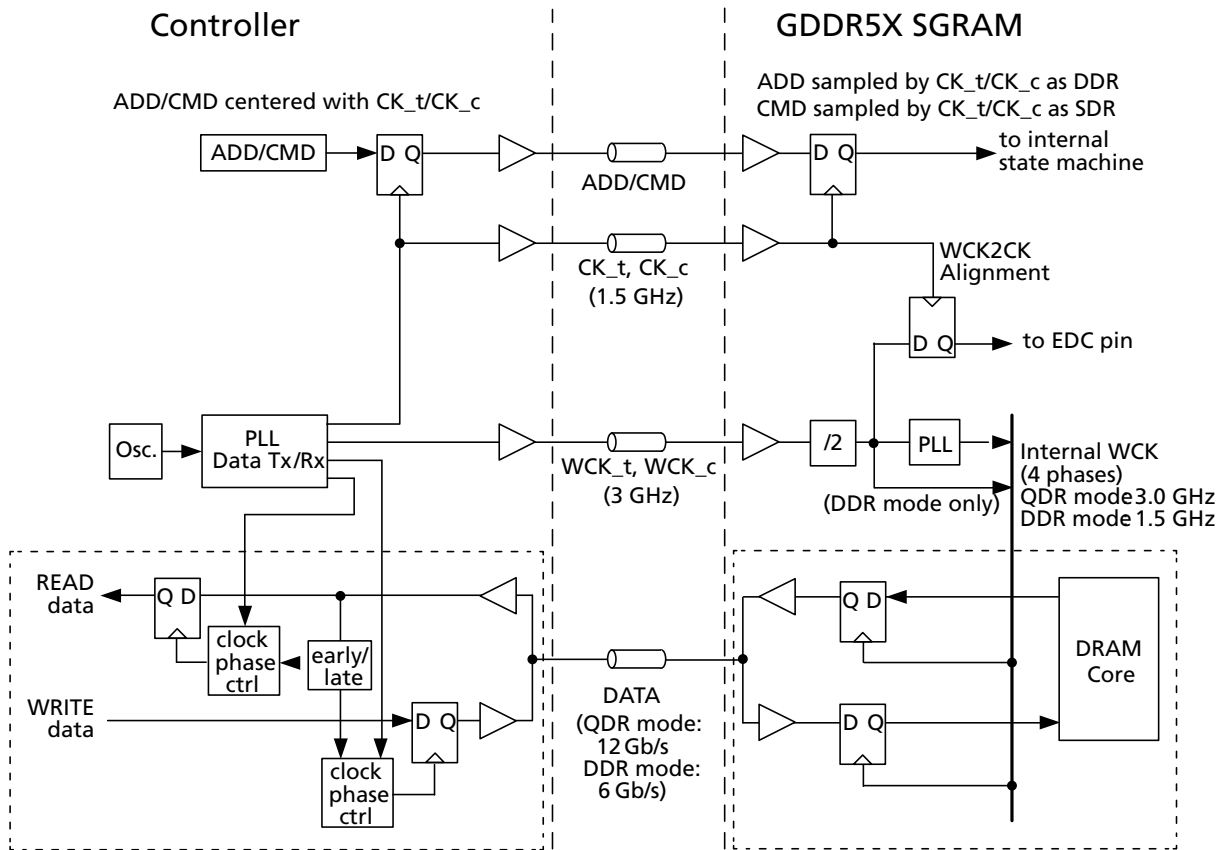 Controller
GDDR5X SGRAM
ADD/CMD centered with CK_t/CK_c
ADD sampled by CK_t/CK_c as DDR
CMD sampled by CK_t/CK_c as SDR
ADD/CMD
D Q
ADD/CMD
D Q
to internal
state machine
CK_t, CK_c
(1.5 GHz)
WCK2CK
Alignment
D Q
to EDC pin
Osc.
PLL
Data Tx/Rx
WCK_t, WCK_c
(3 GHz)
/2
PLL
(DDR mode only)
Internal WCK
(4 phases)
QDR mode 3.0 GHz
DDR mode 1.5 GHz
READ
data
Q D
clock
phase
ctrl
early/
late
WRITE
data
D Q
clock
phase
ctrl
DATA
(QDR mode:
12 Gb/s
DDR mode:
6 Gb/s)
Q D
D Q
DRAM
Core